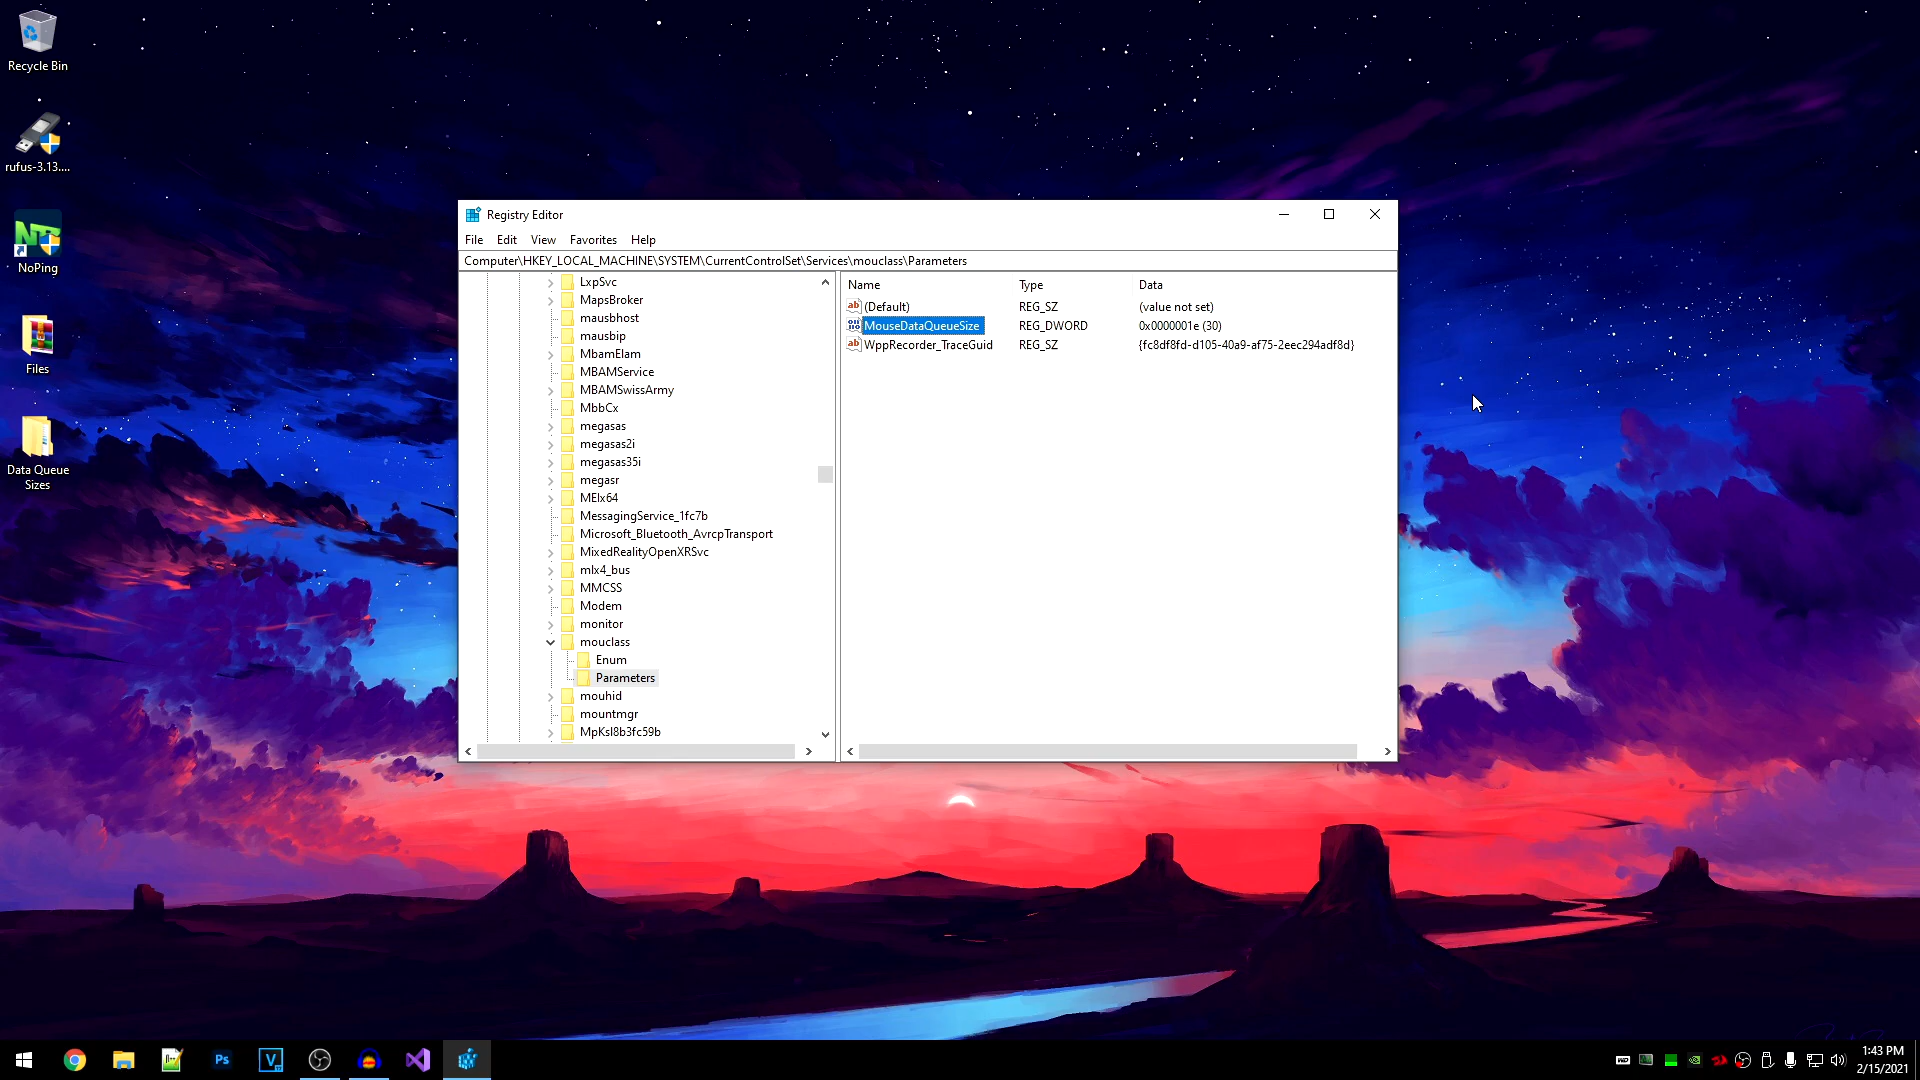 Recycle Bin
rufus-3.13....
NoPing
Files
Data Queue
Sizes
Registry Editor
File Edit View Favorites Help
Computer\HKEY_LOCAL_MACHINE\SYSTEM\CurrentControlSet\Services\mouclass\Parameters
LxpSvc
MapsBroker
mausbhost
mausbip
MbamElam
MBAMService
MBAMSwissArmy
MbbCx
megasas
megasas2i
megasas35i
megasr
MEIx64
MessagingService_1fc7b
Microsoft_Bluetooth_AvrcpTransport
MixedRealityOpenXRSvc
mlx4_bus
MMCSS
Modem
monitor
mouclass
Enum
Parameters
mouhid
mountmgr
MpKsl8b3fc59b
Name Type Data
(Default) REG_SZ (value not set)
MouseDataQueueSize REG_DWORD 0x0000001e (30)
WppRecorder_TraceGuid REG_SZ {fc8df8fd-d105-40a9-af75-2eec294adf8d}
Ps
V
1:43 PM
2/15/2021